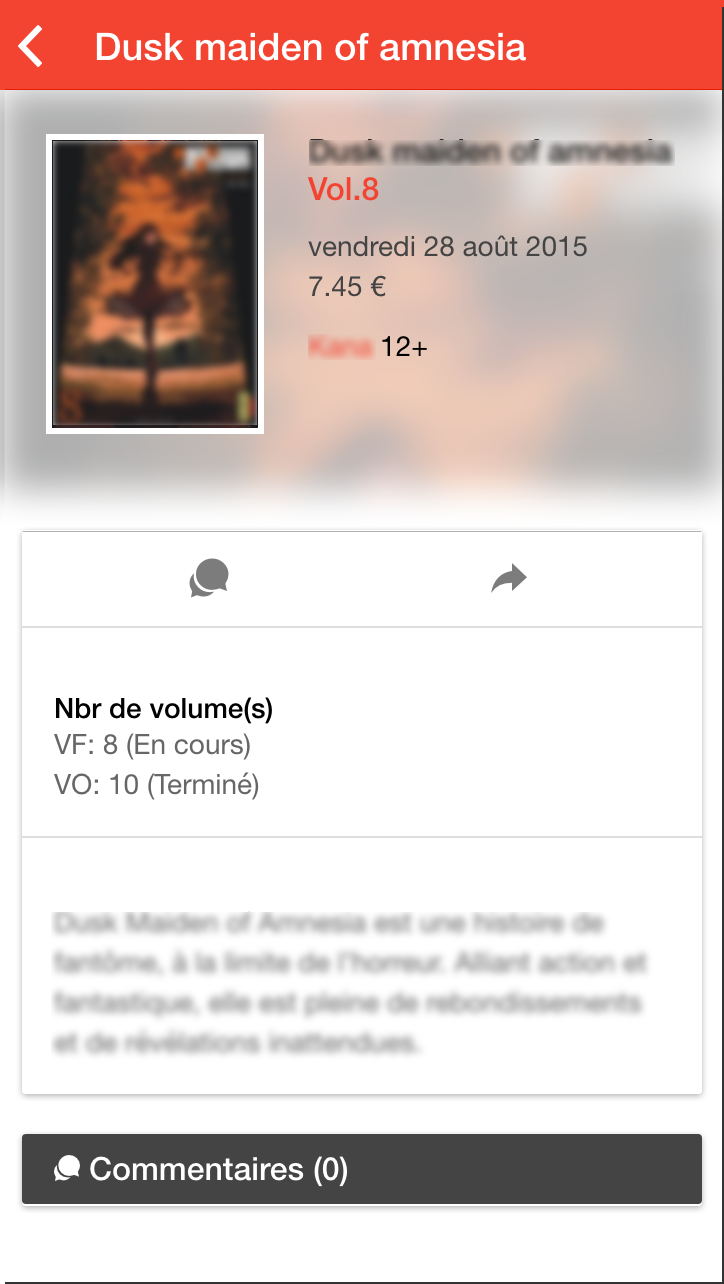 Dusk maiden of amnesia
Dusk maiden of amnesia
Vol.8
vendredi 28 août 2015
7.45 €
Kana 12+
Nbr de volume(s)
VF: 8 (En cours)
VO: 10 (Terminé)
Dusk Maiden of Amnesia est une histoire de
fantôme, à la limite de l'horreur. Alliant action et
fantastique, elle est pleine de rebondissements
et de révélations inattendues.
Commentaires (0)